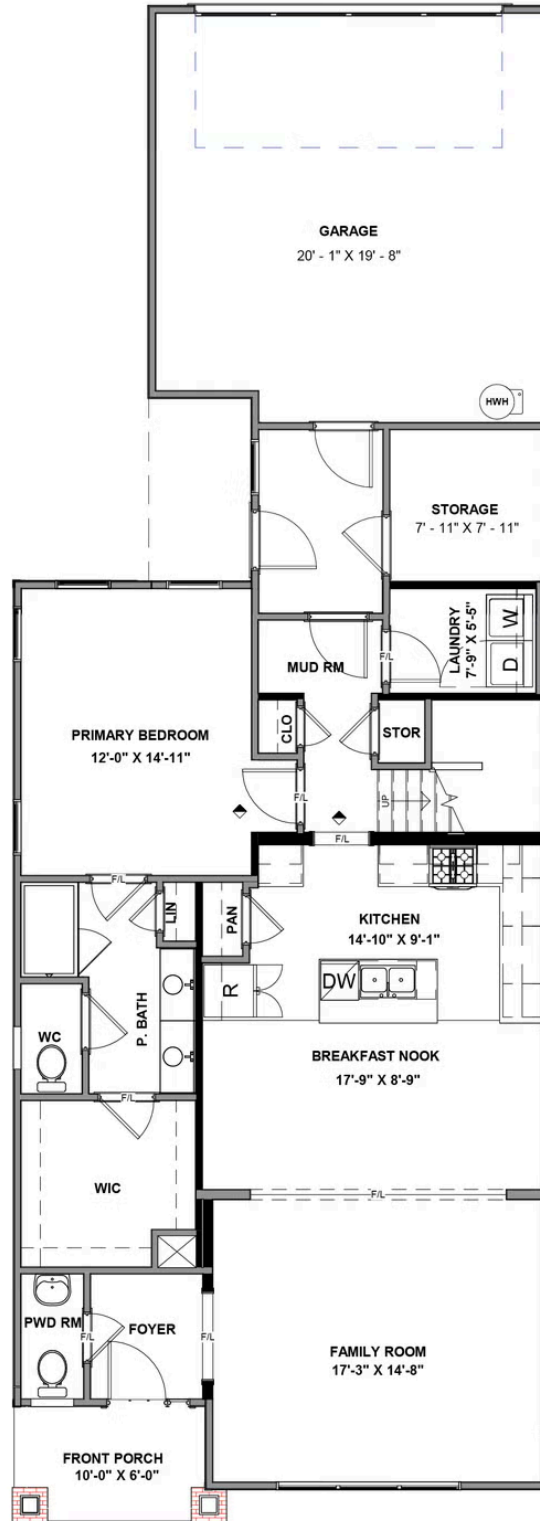 GARAGE
20' - 1" X 19' - 8"
HWH
STORAGE
7' - 11" X 7' - 11"
LAUNDRY
7'-9" X 5'-5"
W
D
F/L
MUD RM
CLO
STOR
PRIMARY BEDROOM
12'-0" X 14'-11"
F/L
UP
F/L
F/L
LIN
PAN
KITCHEN
14'-10" X 9'-1"
R
DW
P. BATH
WC
BREAKFAST NOOK
17'-9" X 8'-9"
F/L
WIC
F/L
PWD RM
F/L
FOYER
F/L
FAMILY ROOM
17'-3" X 14'-8"
FRONT PORCH
10'-0" X 6'-0"